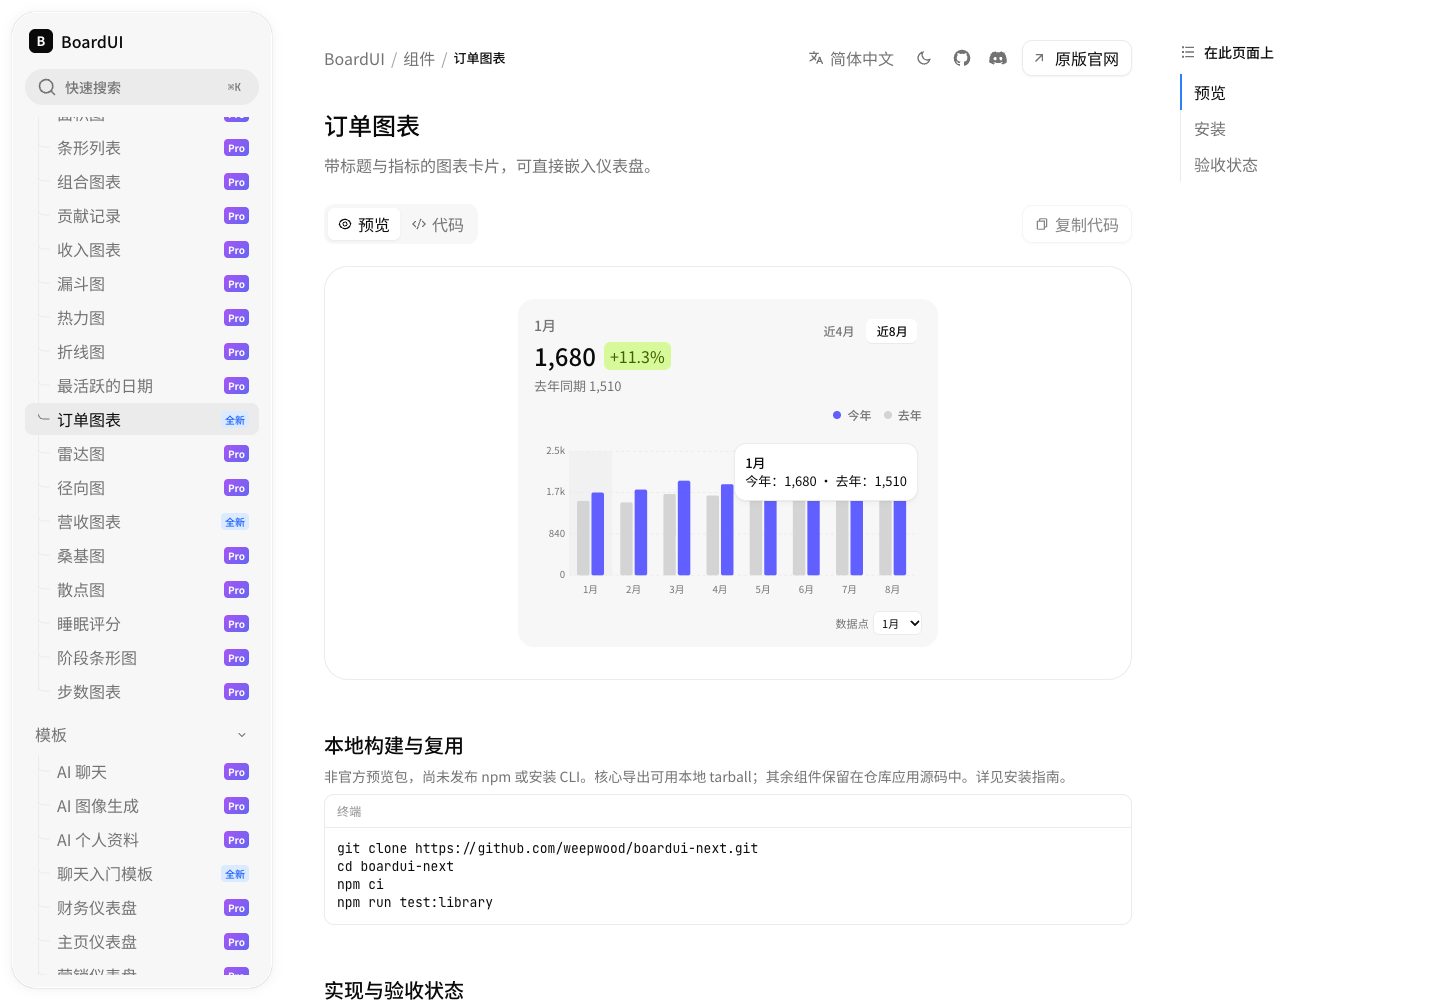 BoardUI
快速搜索 ⌘K
条形列表 Pro
组合图表 Pro
贡献记录 Pro
收入图表 Pro
漏斗图 Pro
热力图 Pro
折线图 Pro
最活跃的日期 Pro
订单图表 全新
雷达图 Pro
径向图 Pro
营收图表 全新
桑基图 Pro
散点图 Pro
睡眠评分 Pro
阶段条形图 Pro
步数图表 Pro
模板
AI 聊天 Pro
AI 图像生成 Pro
AI 个人资料 Pro
聊天入门模板 全新
财务仪表盘 Pro
主页仪表盘 Pro
BoardUI / 组件 / 订单图表
简体中文
原版官网
订单图表
带标题与指标的图表卡片，可直接嵌入仪表盘。
预览 代码
复制代码
1月
近4月 近8月
1,680 +11.3%
去年同期 1,510
今年 去年
2.5k
1.7k
840
0
1月
今年：1,680 · 去年：1,510
1月 2月 3月 4月 5月 6月 7月 8月
数据点 1月
本地构建与复用
非官方预览包，尚未发布 npm 或安装 CLI。核心导出可用本地 tarball；其余组件保留在仓库应用源码中。详见安装指南。
终端
git clone https://github.com/weepwood/boardui-next.git
cd boardui-next
npm ci
npm run test:library
实现与验收状态
在此页面上
预览
安装
验收状态